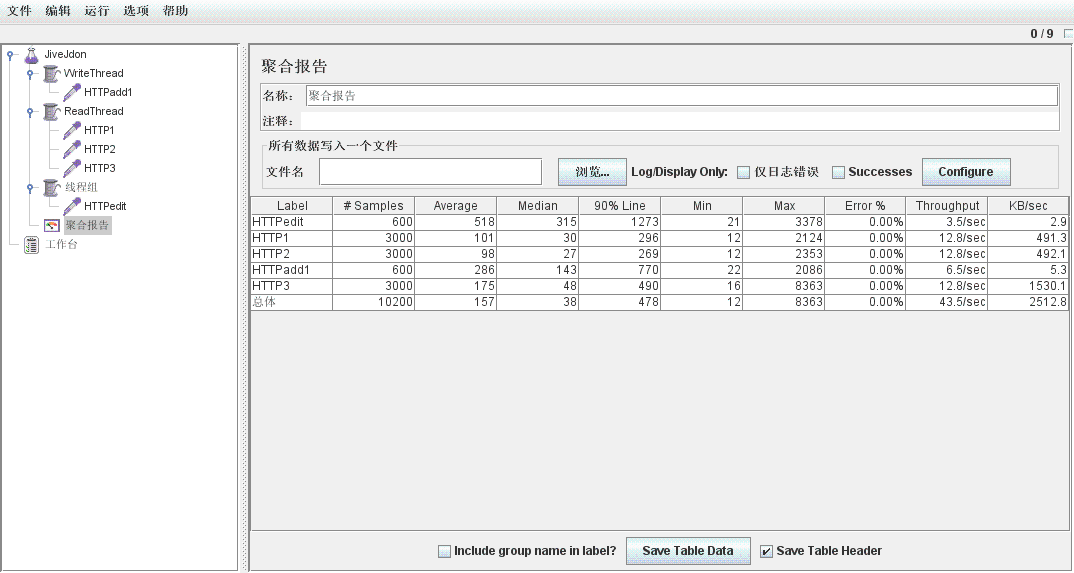 文件 编辑 运行 选项 帮助
0 / 9
JiveJdon
WriteThread
HTTPadd1
ReadThread
HTTP1
HTTP2
HTTP3
线程组
HTTPedit
聚合报告
工作台
聚合报告
名称： 聚合报告
注释：
所有数据写入一个文件
文件名 浏览... Log/Display Only: 仅日志错误 Successes Configure
Label # Samples Average Median 90% Line Min Max Error % Throughput KB/sec
HTTPedit 600 518 315 1273 21 3378 0.00% 3.5/sec 2.9
HTTP1 3000 101 30 296 12 2124 0.00% 12.8/sec 491.3
HTTP2 3000 98 27 269 12 2353 0.00% 12.8/sec 492.1
HTTPadd1 600 286 143 770 22 2086 0.00% 6.5/sec 5.3
HTTP3 3000 175 48 490 16 8363 0.00% 12.8/sec 1530.1
总体 10200 157 38 478 12 8363 0.00% 43.5/sec 2512.8
Include group name in label? Save Table Data Save Table Header